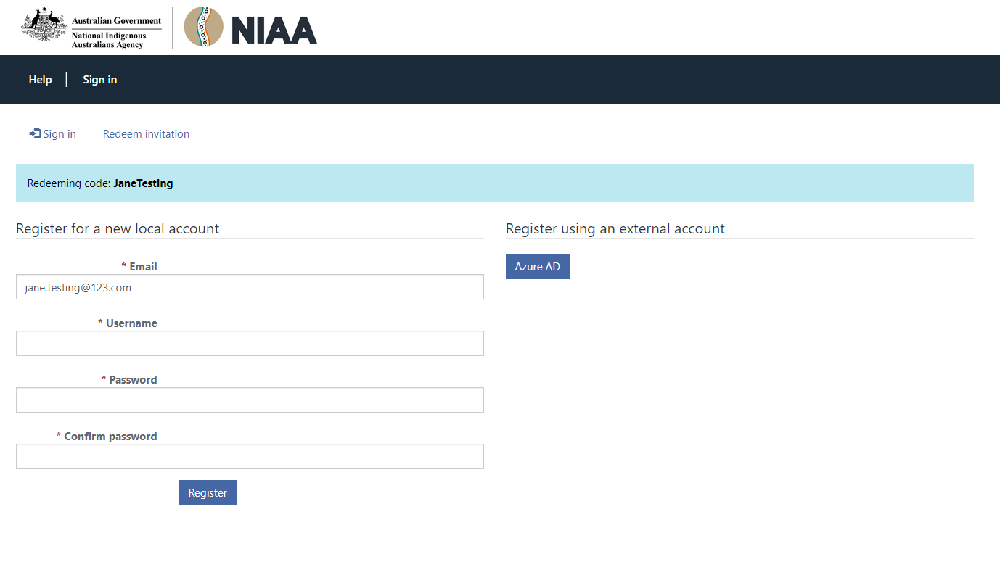 Australian Government
National Indigenous
Australians Agency
NIAA
Help
Sign in
Sign in
Redeem invitation
Redeeming code: JaneTesting
Register for a new local account
* Email
jane.testing@123.com
* Username
* Password
* Confirm password
Register
Register using an external account
Azure AD